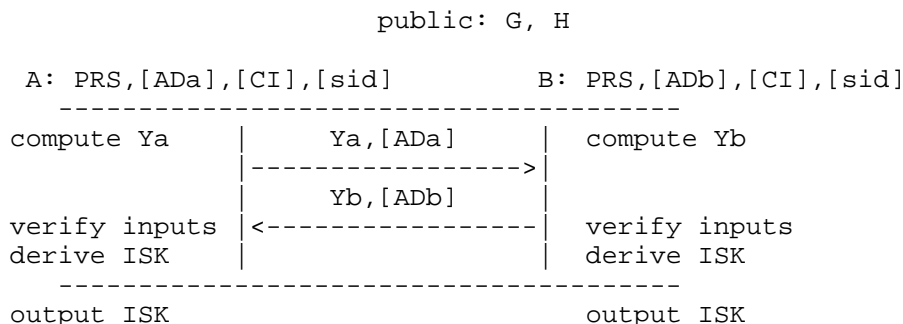 public: G, H
A: PRS,[ADa],[CI],[sid] B: PRS,[ADb],[CI],[sid]
---------------------------------------
compute Ya | Ya,[ADa] | compute Yb
|----------------->|
| Yb,[ADb] |
verify inputs |<-----------------| verify inputs
derive ISK | | derive ISK
---------------------------------------
output ISK output ISK